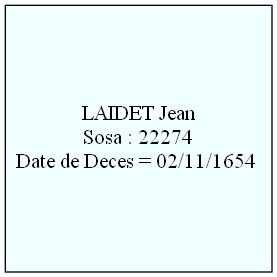 LAIDET Jean
Sosa : 22274
Date de Deces = 02/11/1654